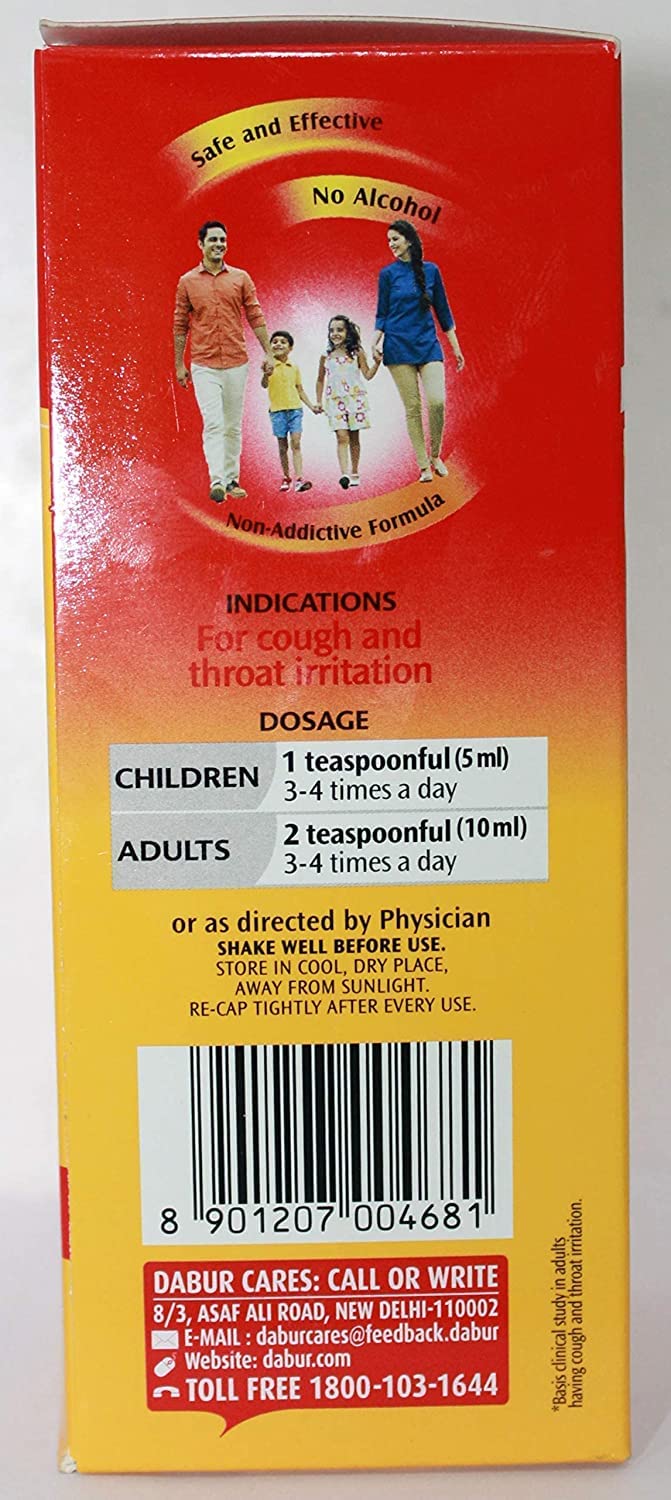 Safe and Effective
No Alcohol
Non-Addictive Formula
INDICATIONS
For cough and
throat irritation
DOSAGE
CHILDREN 1 teaspoonful (5 ml)
3-4 times a day
ADULTS 2 teaspoonful (10 ml)
3-4 times a day
or as directed by Physician
SHAKE WELL BEFORE USE.
STORE IN COOL, DRY PLACE,
AWAY FROM SUNLIGHT.
RE-CAP TIGHTLY AFTER EVERY USE.
8 901207 004681
DABUR CARES: CALL OR WRITE
8/3, ASAF ALI ROAD, NEW DELHI-110002
E-MAIL : daburcares@feedback.dabur
Website: dabur.com
TOLL FREE 1800-103-1644
*Basis clinical study in adults
having cough and throat irritation.